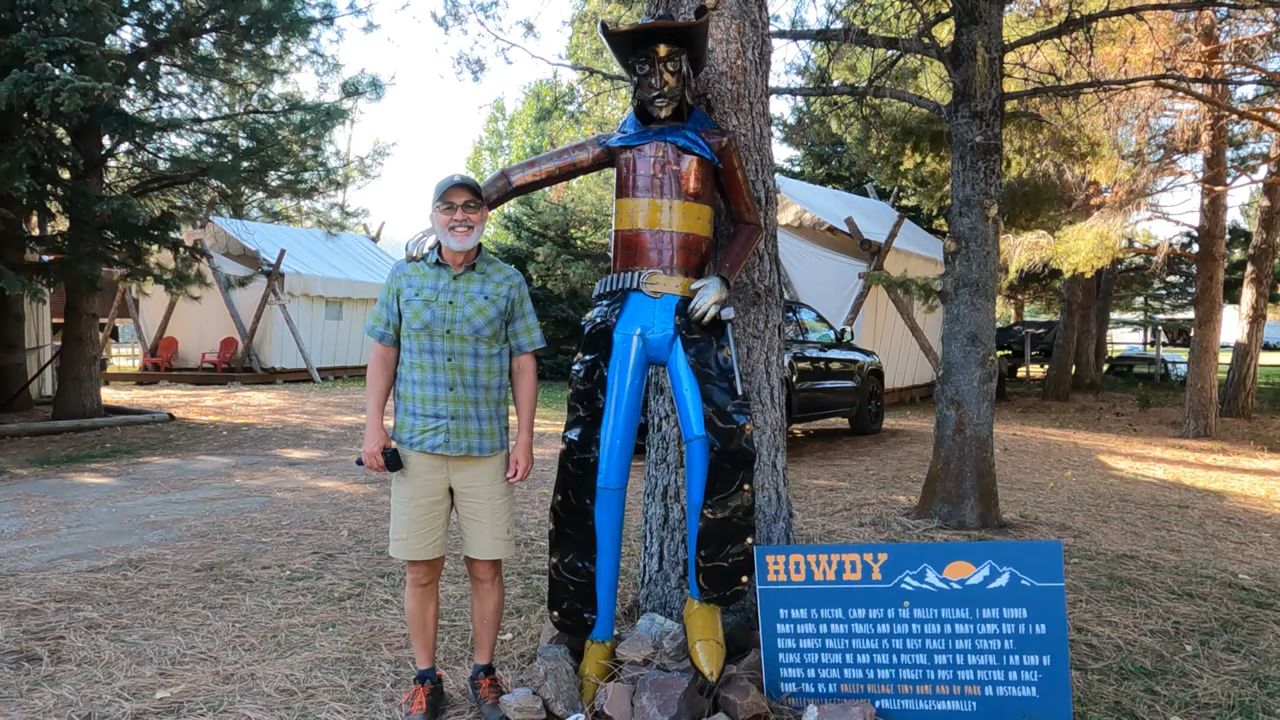 HOWDY
MY NAME IS VICTOR, CAMP HOST OF THE VALLEY VILLAGE, I HAVE RIDDEN
MANY HOURS ON MANY TRAILS AND LAID MY HEAD IN MANY CAMPS BUT IF I AM
BEING HONEST VALLEY VILLAGE IS THE BEST PLACE I HAVE STAYED AT.
PLEASE STEP BESIDE ME AND TAKE A PICTURE, DON'T BE BASHFUL. I AM KIND OF
FAMOUS ON SOCIAL MEDIA SO DON'T FORGET TO POST YOUR PICTURE ON FACE-
BOOK TAG US AT VALLEY VILLAGE TINY HOME AND RV PARK OR INSTAGRAM,
@VALLEYVILLAGESWANVALLEY